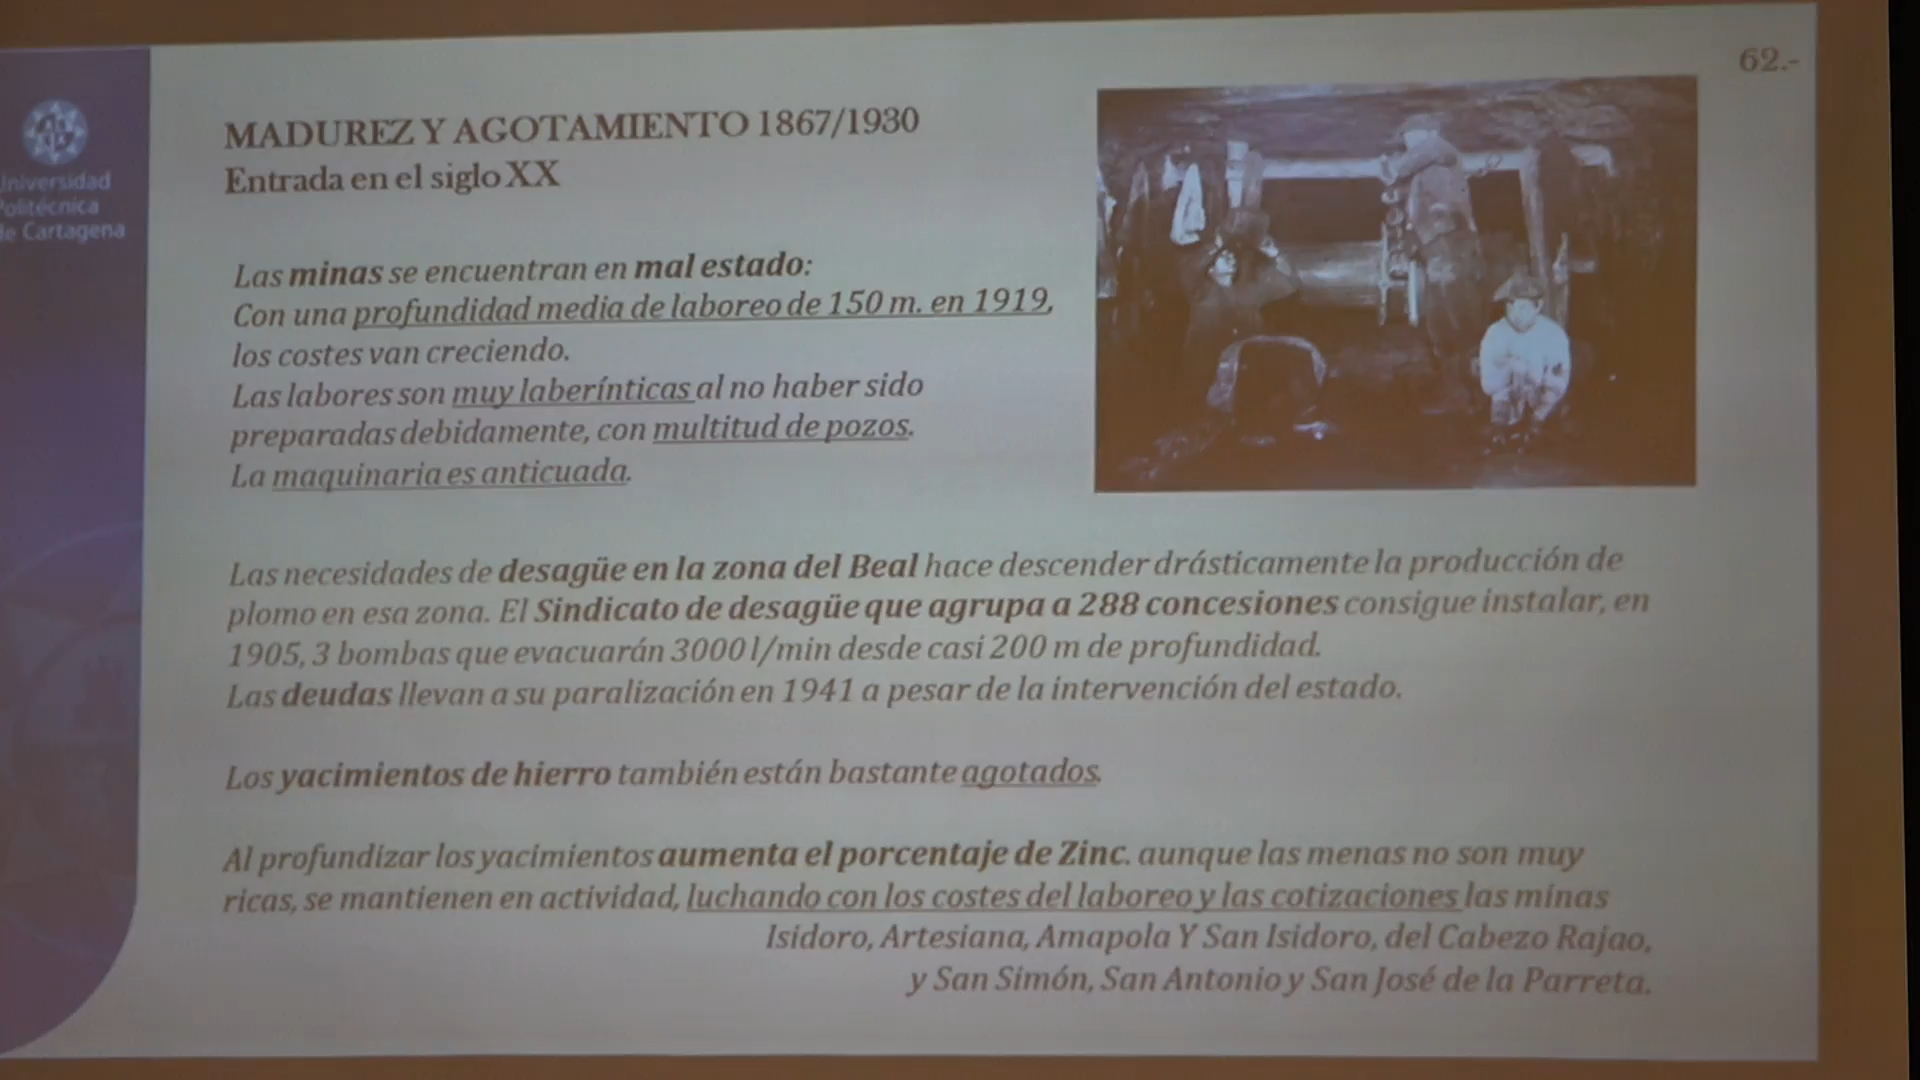 62.-
Universidad
Politécnica
de Cartagena
MADUREZ Y AGOTAMIENTO 1867/1930
Entrada en el siglo XX
Las minas se encuentran en mal estado:
Con una profundidad media de laboreo de 150 m. en 1919,
los costes van creciendo.
Las labores son muy laberínticas al no haber sido
preparadas debidamente, con multitud de pozos.
La maquinaria es anticuada.
Las necesidades de desagüe en la zona del Beal hace descender drásticamente la producción de
plomo en esa zona. El Sindicato de desagüe que agrupa a 288 concesiones consigue instalar, en
1905, 3 bombas que evacuarán 3000 l/min desde casi 200 m de profundidad.
Las deudas llevan a su paralización en 1941 a pesar de la intervención del estado.
Los yacimientos de hierro también están bastante agotados.
Al profundizar los yacimientos aumenta el porcentaje de Zinc. aunque las menas no son muy
ricas, se mantienen en actividad, luchando con los costes del laboreo y las cotizaciones las minas
Isidoro, Artesiana, Amapola Y San Isidoro, del Cabezo Rajao,
y San Simón, San Antonio y San José de la Parreta.